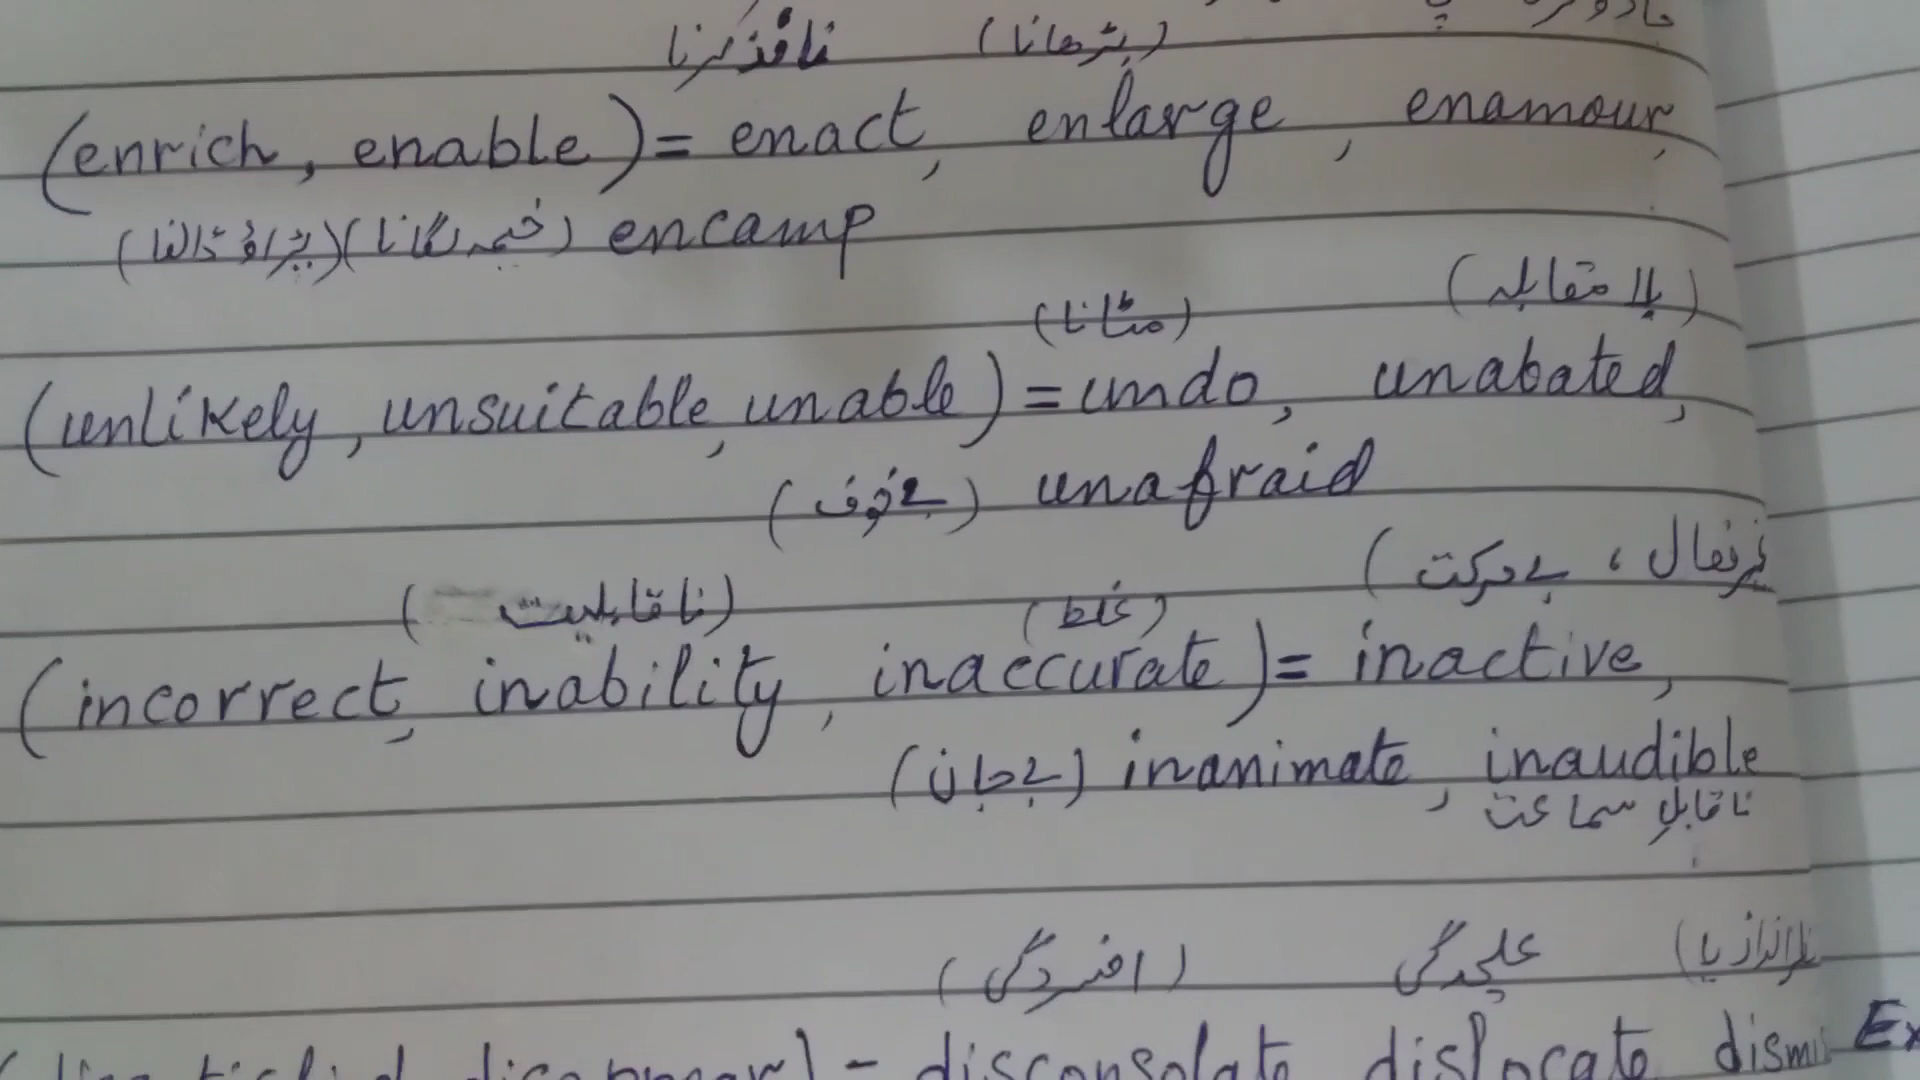 نافذ کرنا (بڑھانا)
(enrich, enable) = enact, enlarge, enamour,
(پڑاؤ ڈالنا) (خیمہ لگانا) encamp
(مٹانا) (بلا مقابلہ)
(unlikely, unsuitable, unable) = undo, unabated,
(بے خوف) unafraid
(ناقابلیت) (غلط) (غیر فعال، بے حرکت
(incorrect, inability, inaccurate) = inactive,
(بے جان) inanimate, inaudible
ناقابلِ سماعت
(افسردگی) علیحدگی
disconsolate dislocate
Ex